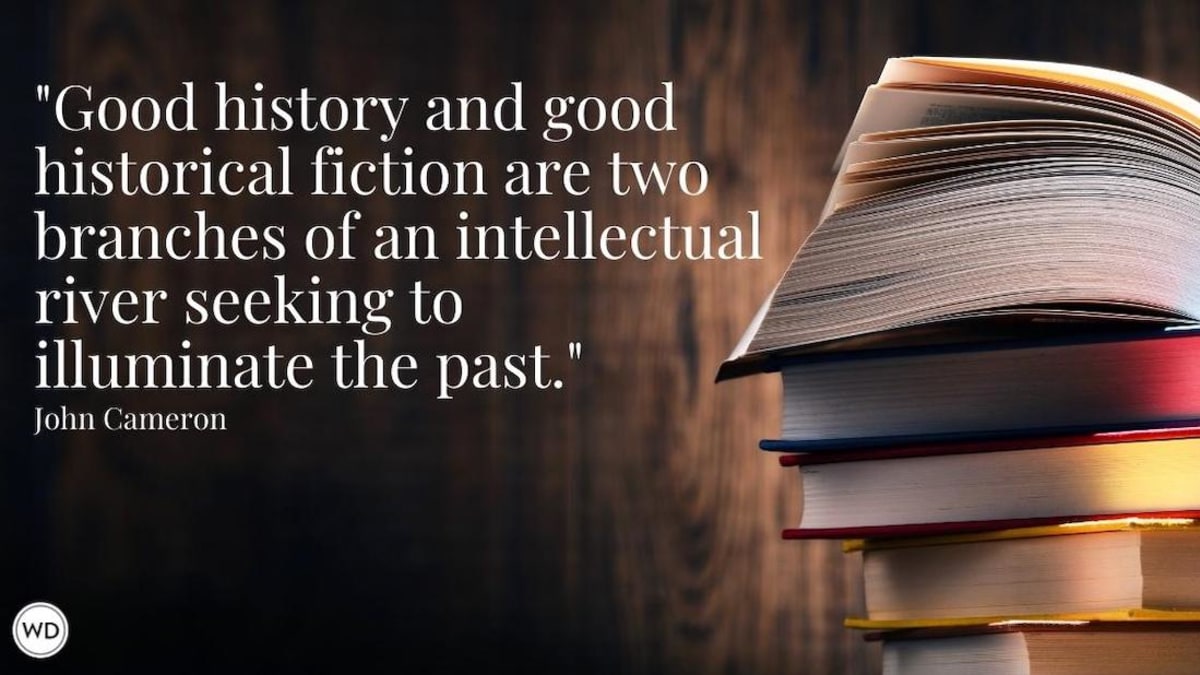 "Good history and good
historical fiction are two
branches of an intellectual
river seeking to
illuminate the past."
John Cameron
WD